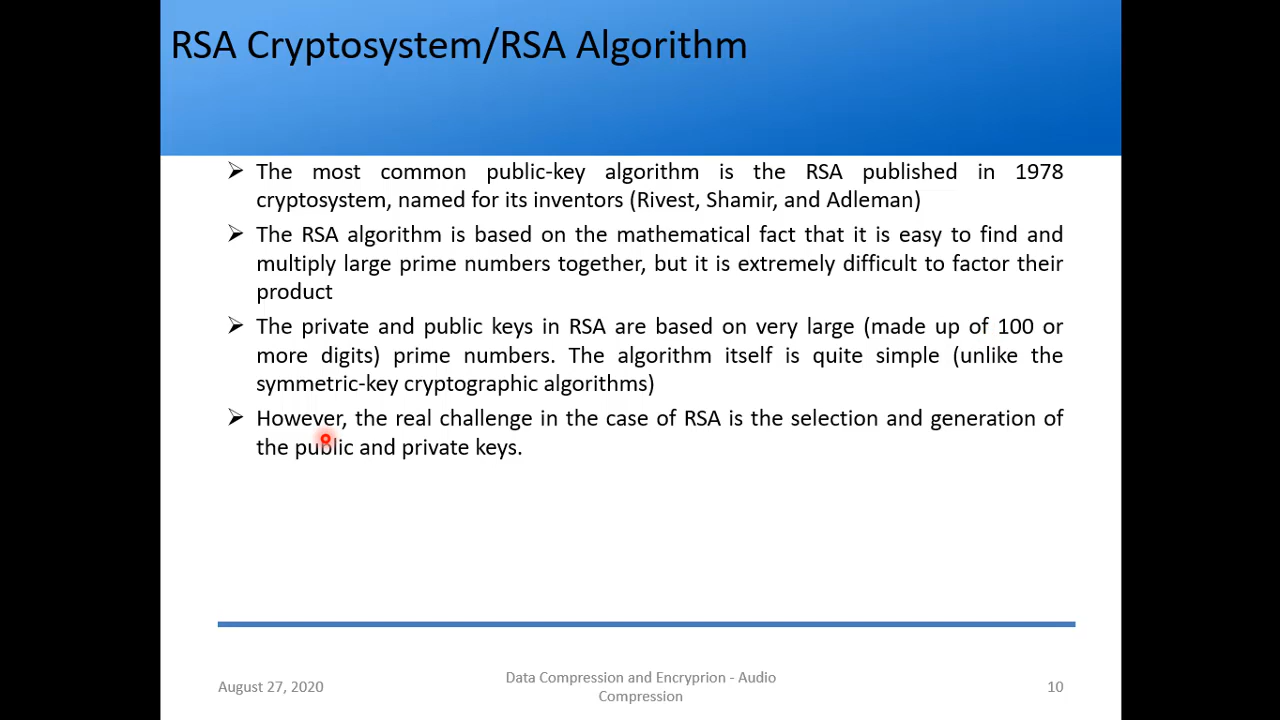 RSA Cryptosystem/RSA Algorithm
The most common public-key algorithm is the RSA published in 1978
cryptosystem, named for its inventors (Rivest, Shamir, and Adleman)
The RSA algorithm is based on the mathematical fact that it is easy to find and
multiply large prime numbers together, but it is extremely difficult to factor their
product
The private and public keys in RSA are based on very large (made up of 100 or
more digits) prime numbers. The algorithm itself is quite simple (unlike the
symmetric-key cryptographic algorithms)
However, the real challenge in the case of RSA is the selection and generation of
the public and private keys.
August 27, 2020
Data Compression and Encryprion - Audio
Compression
10